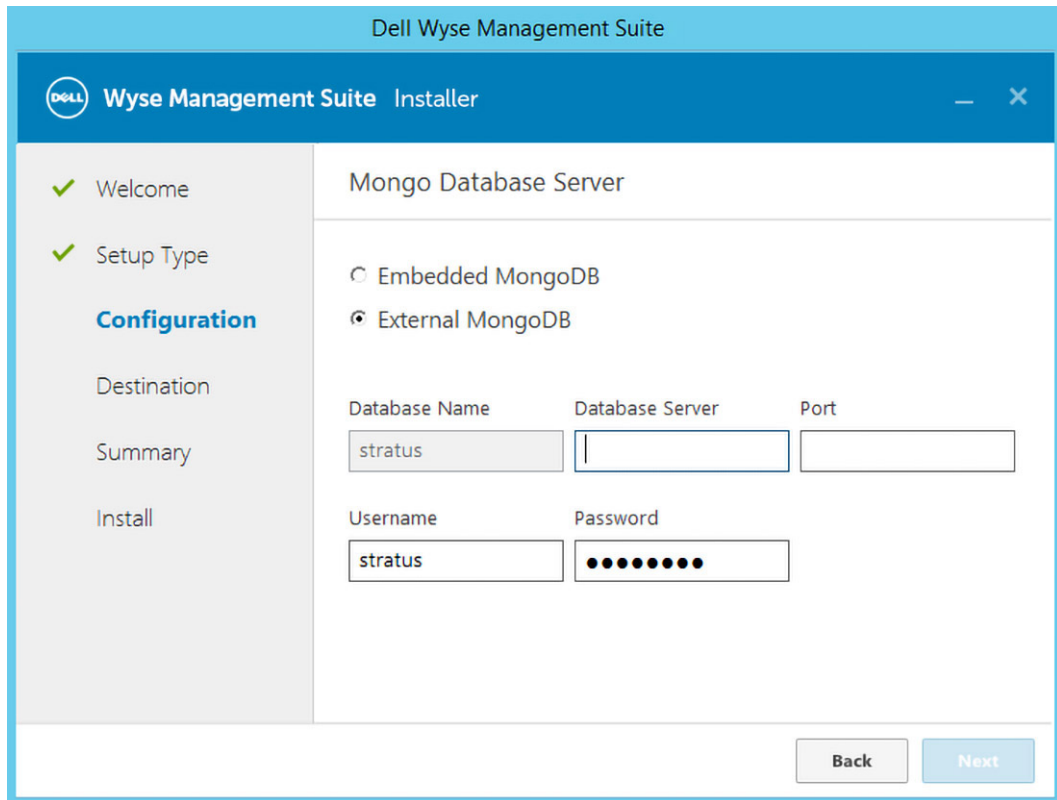 Dell Wyse Management Suite
DELL Wyse Management Suite Installer
Welcome
Mongo Database Server
Setup Type
Embedded MongoDB
Configuration
External MongoDB
Destination
Database Name Database Server Port
stratus
Summary
Install
Username Password
stratus ●●●●●●●●
Back Next